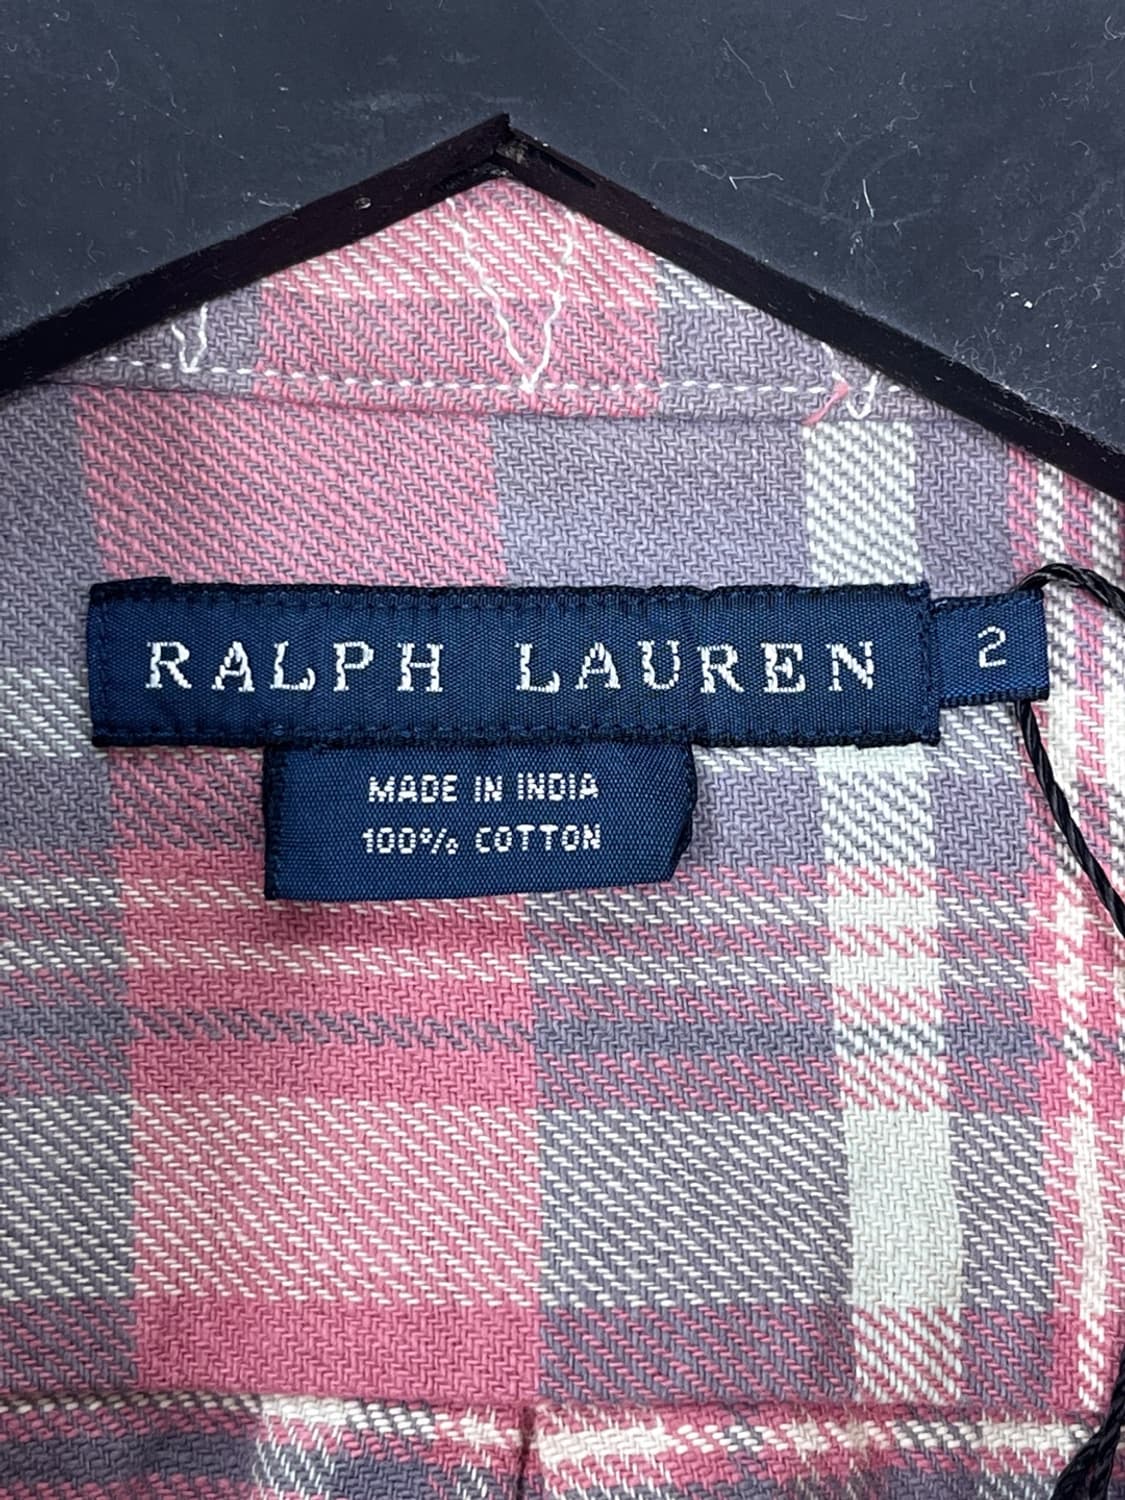 RALPH LAUREN
2
MADE IN INDIA
100% COTTON